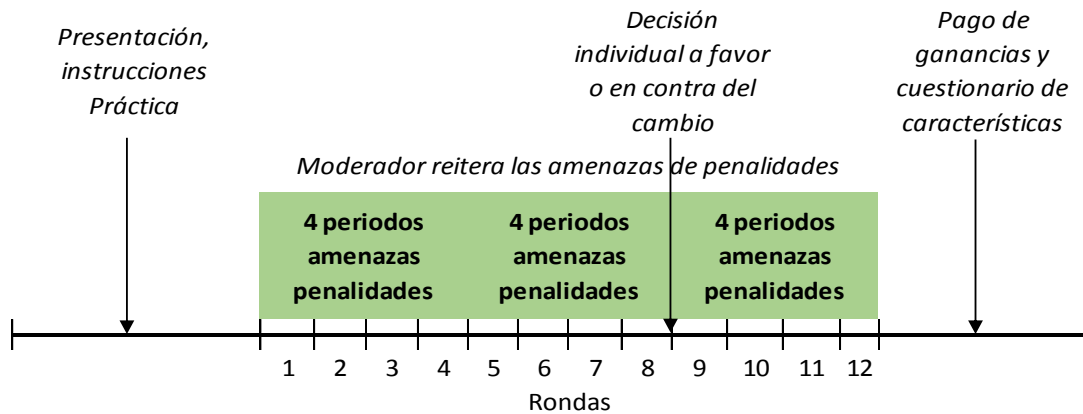 Presentación,
instrucciones
Práctica
Decisión
individual a favor
o en contra del
cambio
Pago de
ganancias y
cuestionario de
características
Moderador reitera las amenazas de penalidades
4 periodos
amenazas
penalidades
4 periodos
amenazas
penalidades
4 periodos
amenazas
penalidades
1 2 3 4 5 6 7 8 9 10 11 12
Rondas